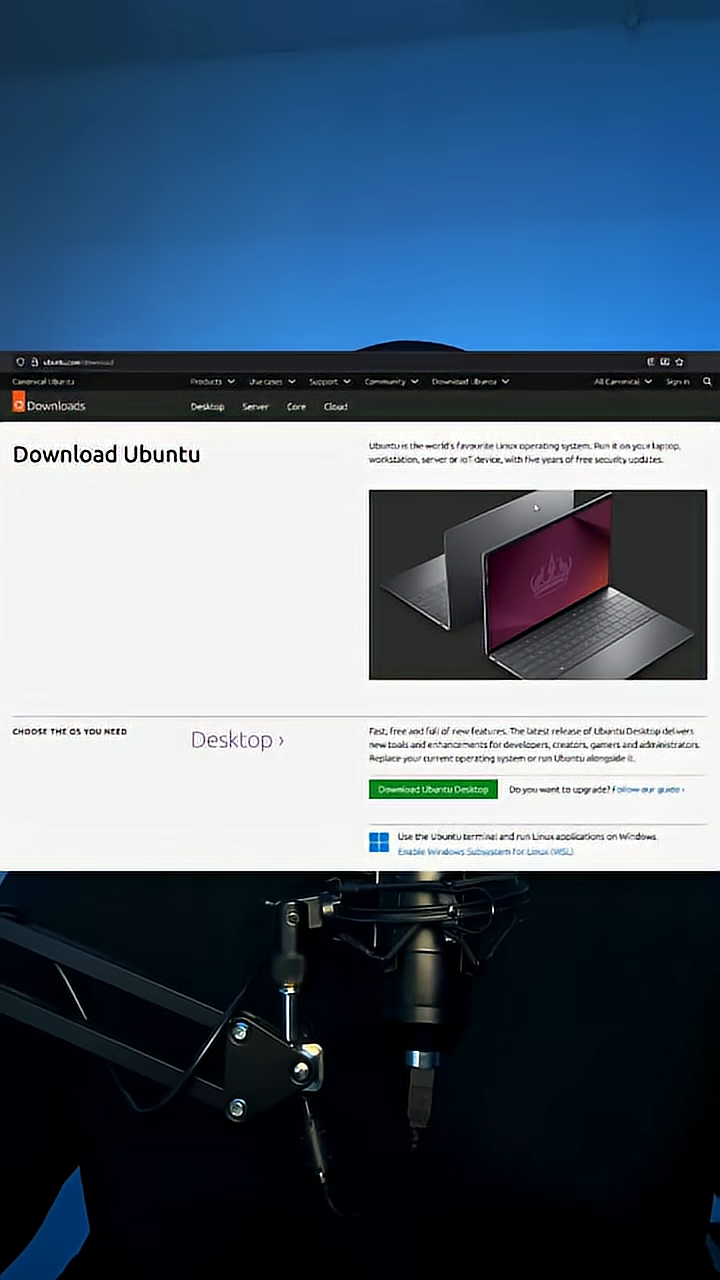 ubuntu.com/download
Canonical Ubuntu Products Use cases Support Community Download Ubuntu All Canonical Sign in
Downloads Desktop Server Core Cloud
Download Ubuntu
Ubuntu is the world's favourite Linux operating system. Run it on your laptop,
workstation, server or IoT device, with five years of free security updates.
CHOOSE THE OS YOU NEED
Desktop ›
Fast, free and full of new features. The latest release of Ubuntu Desktop delivers
new tools and enhancements for developers, creators, gamers and administrators.
Replace your current operating system or run Ubuntu alongside it.
Download Ubuntu Desktop Do you want to upgrade? Follow our guide ›
Use the Ubuntu terminal and run Linux applications on Windows.
Enable Windows Subsystem for Linux (WSL)